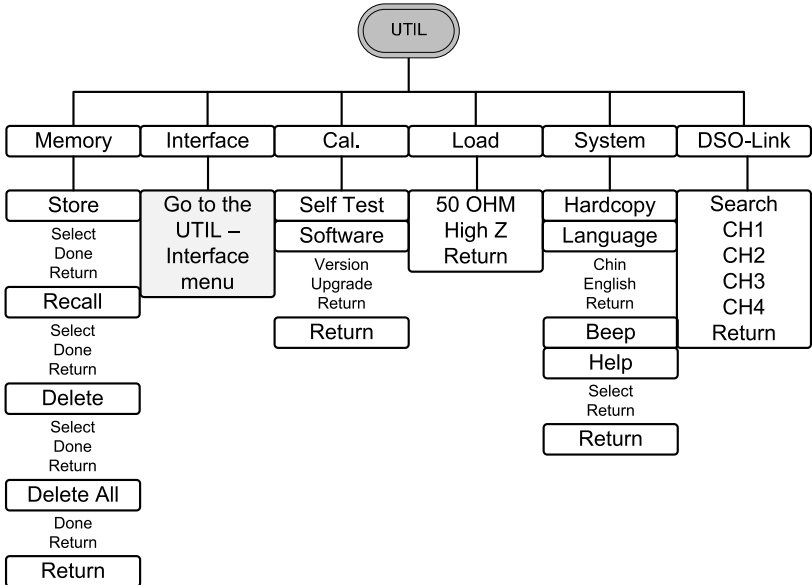 UTIL
Memory
Interface
Cal.
Load
System
DSO-Link
Store
Select
Done
Return
Recall
Select
Done
Return
Delete
Select
Done
Return
Delete All
Done
Return
Return
Go to the
UTIL –
Interface
menu
Self Test
Software
Version
Upgrade
Return
Return
50 OHM
High Z
Return
Hardcopy
Language
Chin
English
Return
Beep
Help
Select
Return
Return
Search
CH1
CH2
CH3
CH4
Return